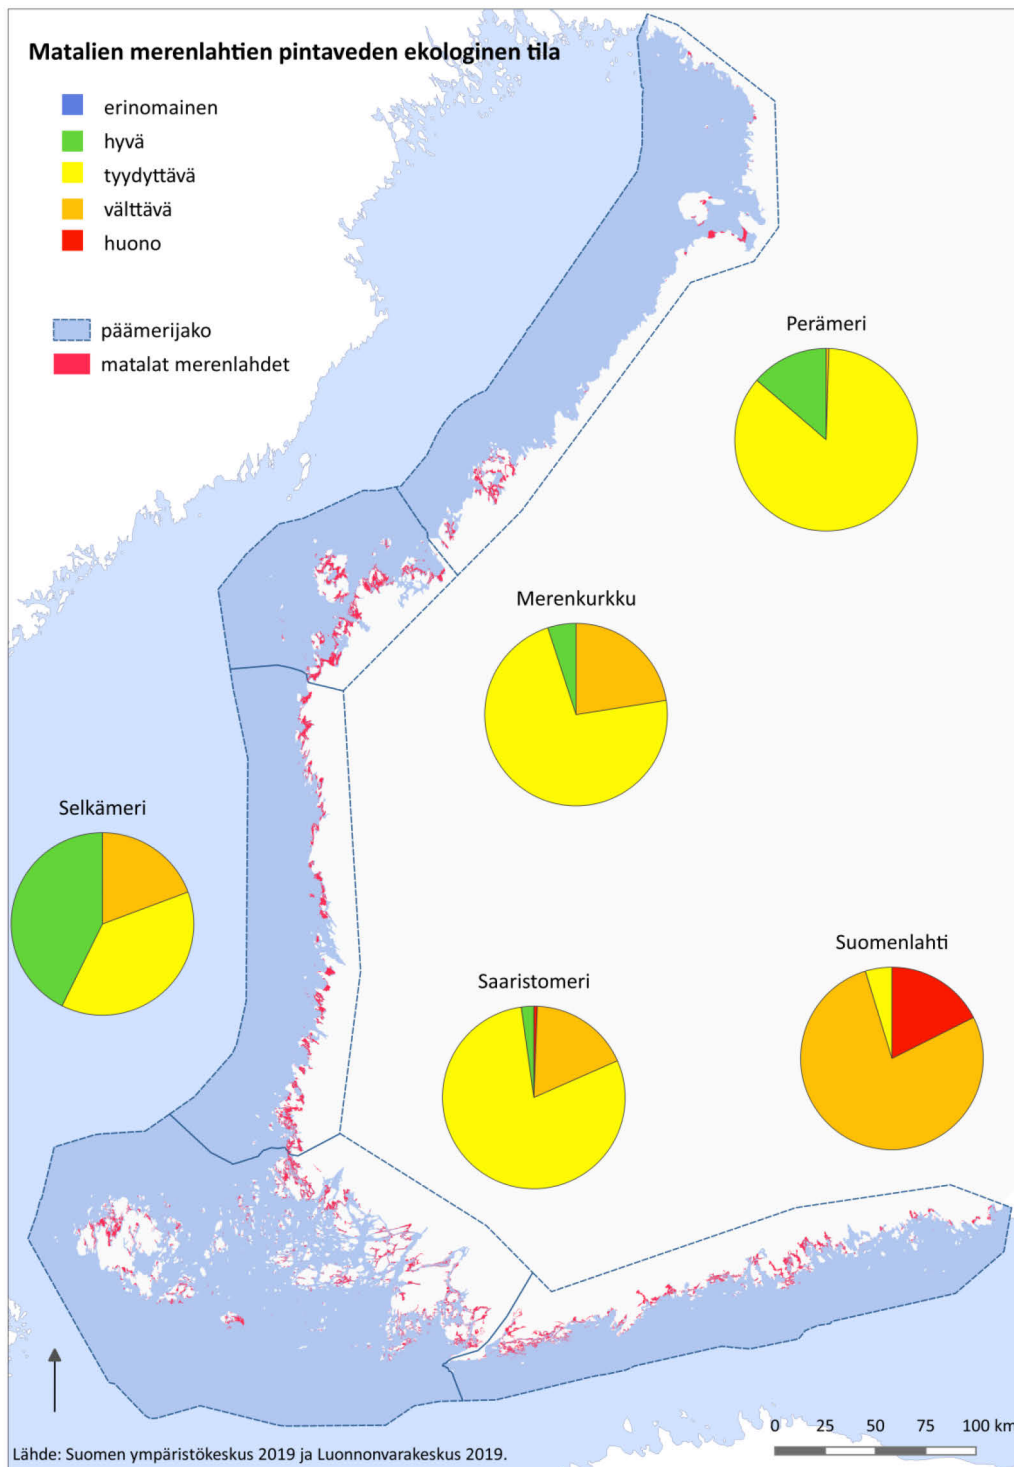 Matalien merenlahtien pintaveden ekologinen tila
erinomainen
hyvä
tyydyttävä
välttävä
huono
päämerijako
matalat merenlahdet
Perämeri
Merenkurkku
Selkämeri
Suomenlahti
Saaristomeri
0 25 50 75 100 km
Lähde: Suomen ympäristökeskus 2019 ja Luonnonvarakeskus 2019.